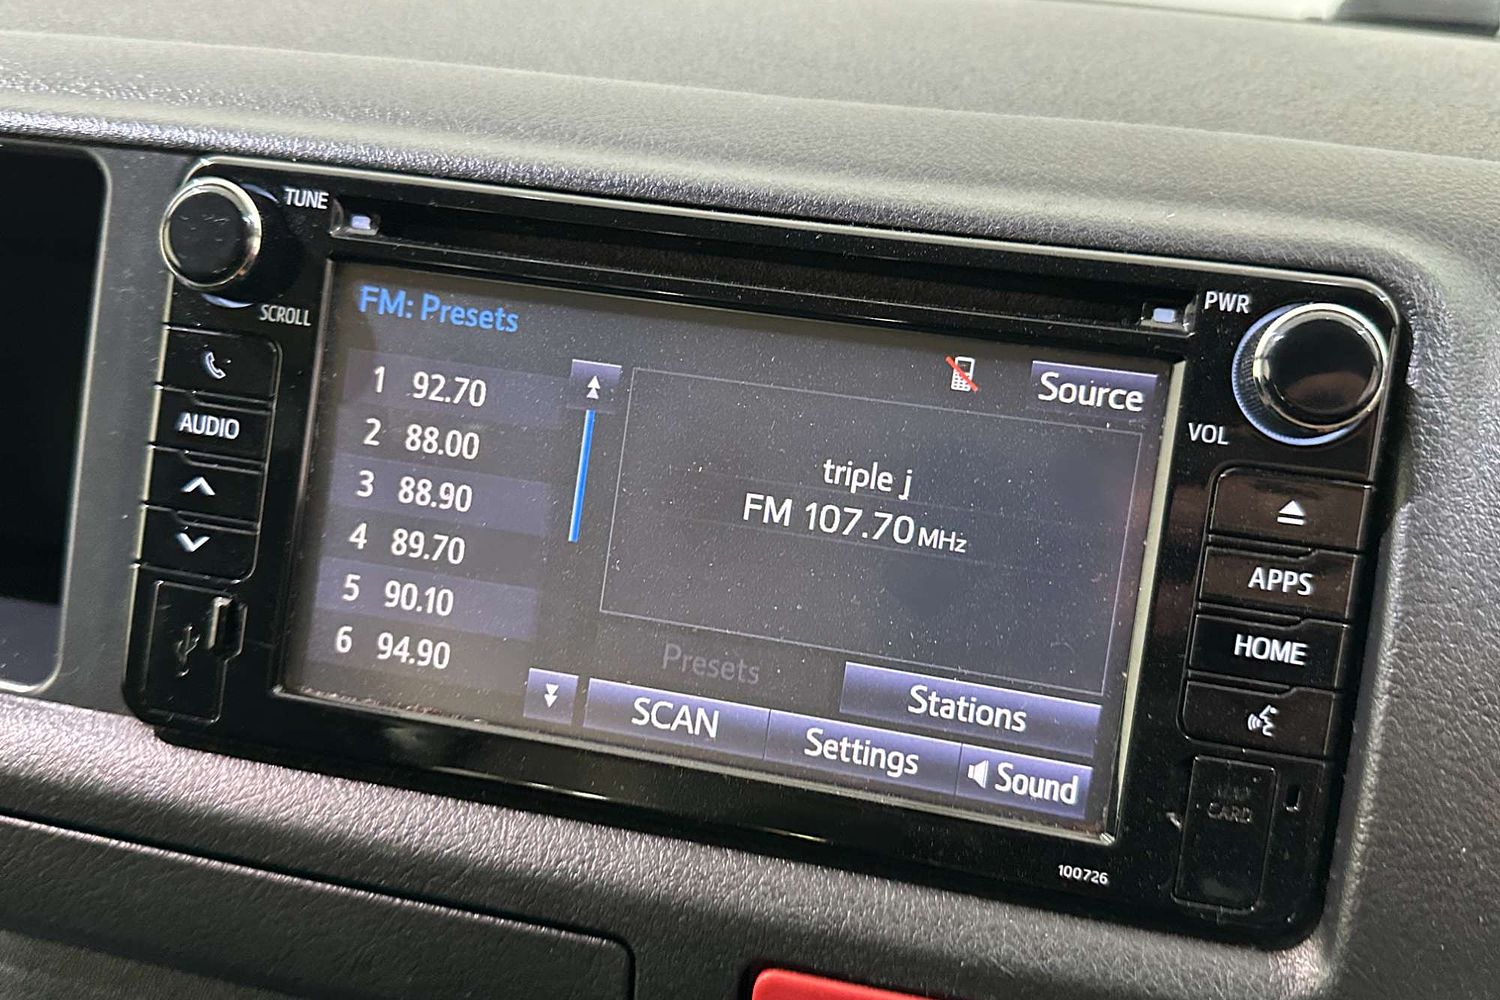 TUNE
SCROLL
AUDIO
FM: Presets
1 92.70
2 88.00
3 88.90
4 89.70
5 90.10
6 94.90
Source
triple j
FM 107.70 MHz
Presets
Stations
SCAN
Settings
Sound
PWR
VOL
APPS
HOME
CARD
100726